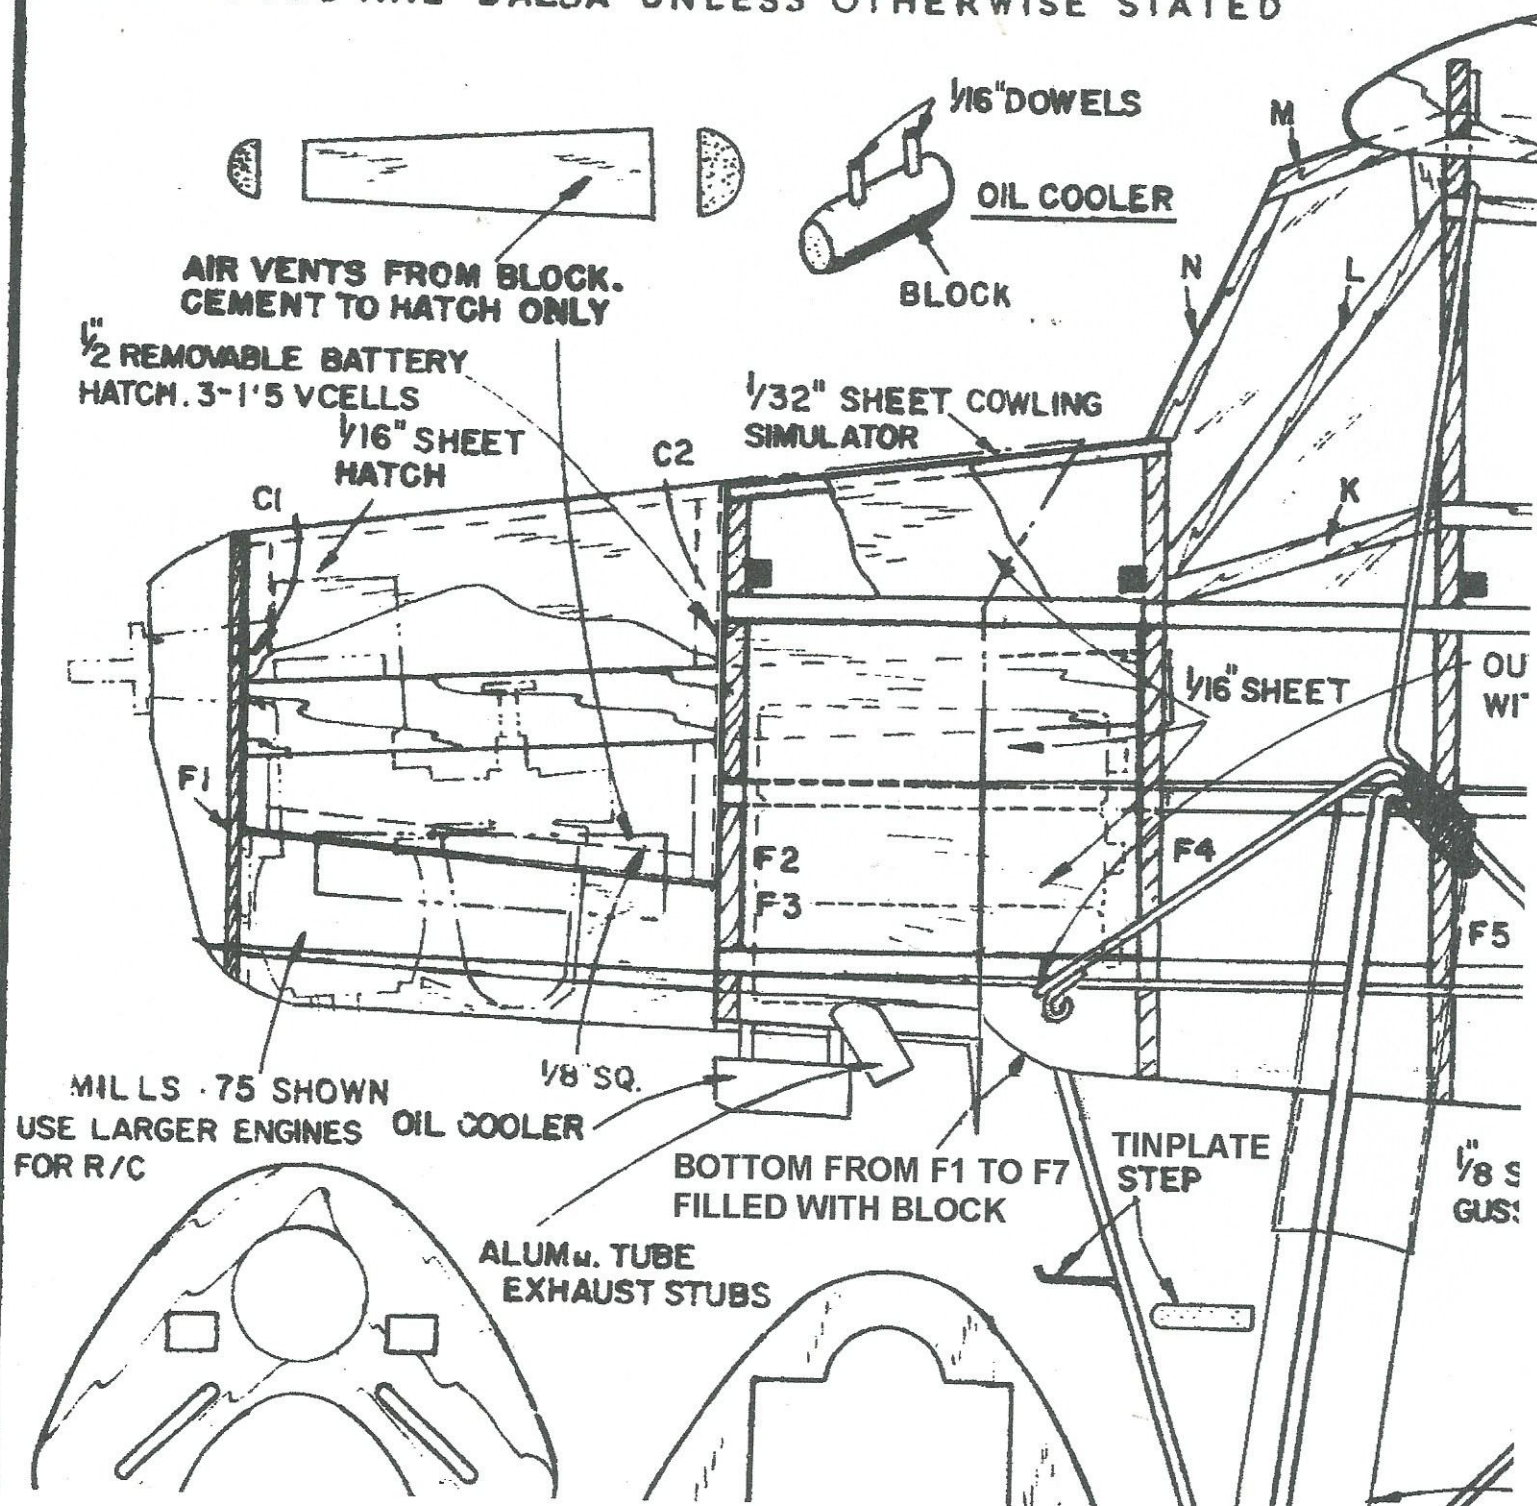 BALSA UNLESS OTHERWISE STATED
1/16" DOWELS
OIL COOLER
BLOCK
AIR VENTS FROM BLOCK.
CEMENT TO HATCH ONLY
1/2" REMOVABLE BATTERY
HATCH. 3-1'5 VCELLS
1/16" SHEET
HATCH
C1
C2
1/32" SHEET COWLING
SIMULATOR
M
N
L
K
1/16" SHEET
OU
WI
F1
F2
F3
F4
F5
MILLS .75 SHOWN
USE LARGER ENGINES
FOR R/C
1/8" SQ.
OIL COOLER
BOTTOM FROM F1 TO F7
FILLED WITH BLOCK
TINPLATE
STEP
1/8" S
GUS
ALUMN. TUBE
EXHAUST STUBS